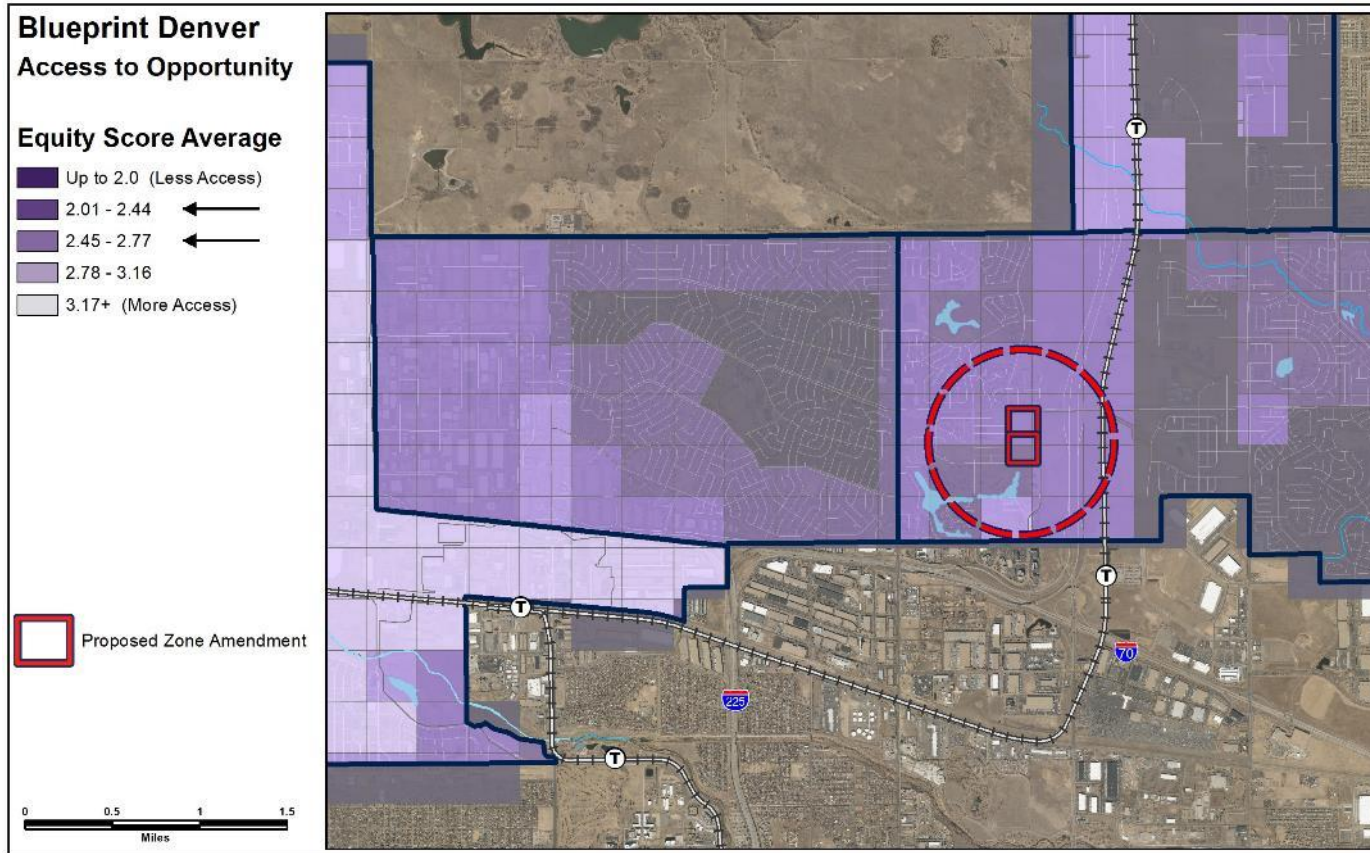 Blueprint Denver
Access to Opportunity
Equity Score Average
Up to 2.0 (Less Access)
2.01 - 2.44
2.45 - 2.77
2.78 - 3.16
3.17+ (More Access)
Proposed Zone Amendment
0 0.5 1 1.5
Miles
T
T
T
T
70
225